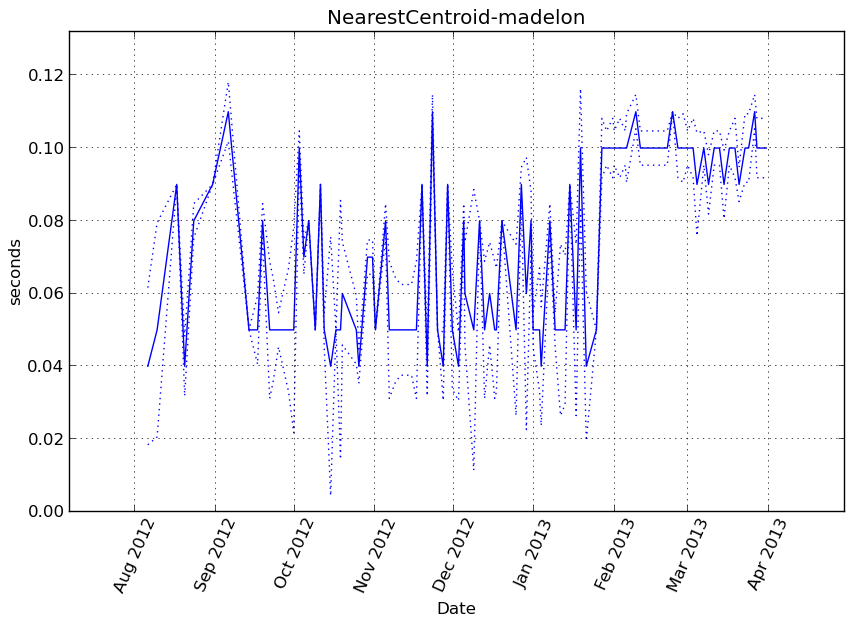 NearestCentroid-madelon
0.12
0.10
0.08
0.06
0.04
0.02
0.00
seconds
Aug 2012
Sep 2012
Oct 2012
Nov 2012
Dec 2012
Jan 2013
Feb 2013
Mar 2013
Apr 2013
Date